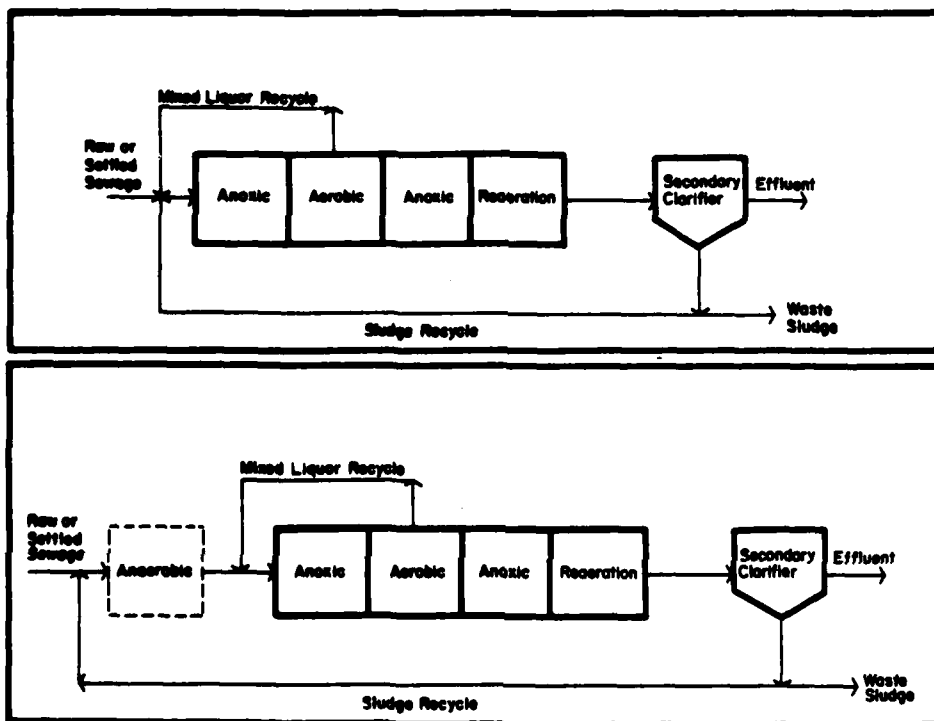 Mixed Liquor Recycle
Raw or
Settled
Sewage
Anoxic
Aerobic
Anoxic
Reaeration
Secondary
Clarifier
Effluent
Waste
Sludge
Sludge Recycle
Mixed Liquor Recycle
Raw or
Settled
Sewage
Anaerobic
Anoxic
Aerobic
Anoxic
Reaeration
Secondary
Clarifier
Effluent
Waste
Sludge
Sludge Recycle